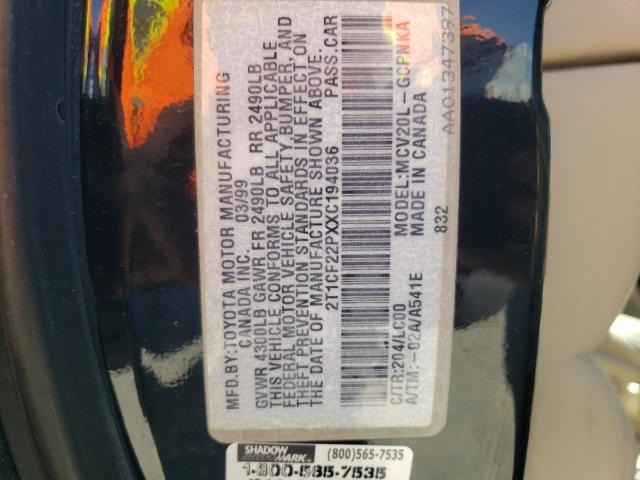 MFD. BY:TOYOTA MOTOR MANUFACTURING
CANADA INC. 03/99
GVWR 4300LB GAWR FR 2490LB RR 2490LB
THIS VEHICLE CONFORMS TO ALL APPLICABLE
FEDERAL MOTOR VEHICLE SAFETY, BUMPER, AND
THEFT PREVENTION STANDARDS IN EFFECT ON
THE DATE OF MANUFACTURE SHOWN ABOVE.
2T1CF22PXXC194036 PASS. CAR
C/TR:204/LC00 MODEL:MCV20L-GCPNKA
A/TM:-02A/A541E MADE IN CANADA
832
AA01347397
SHADOW MARK (800)565-7535
1-800-565-7535